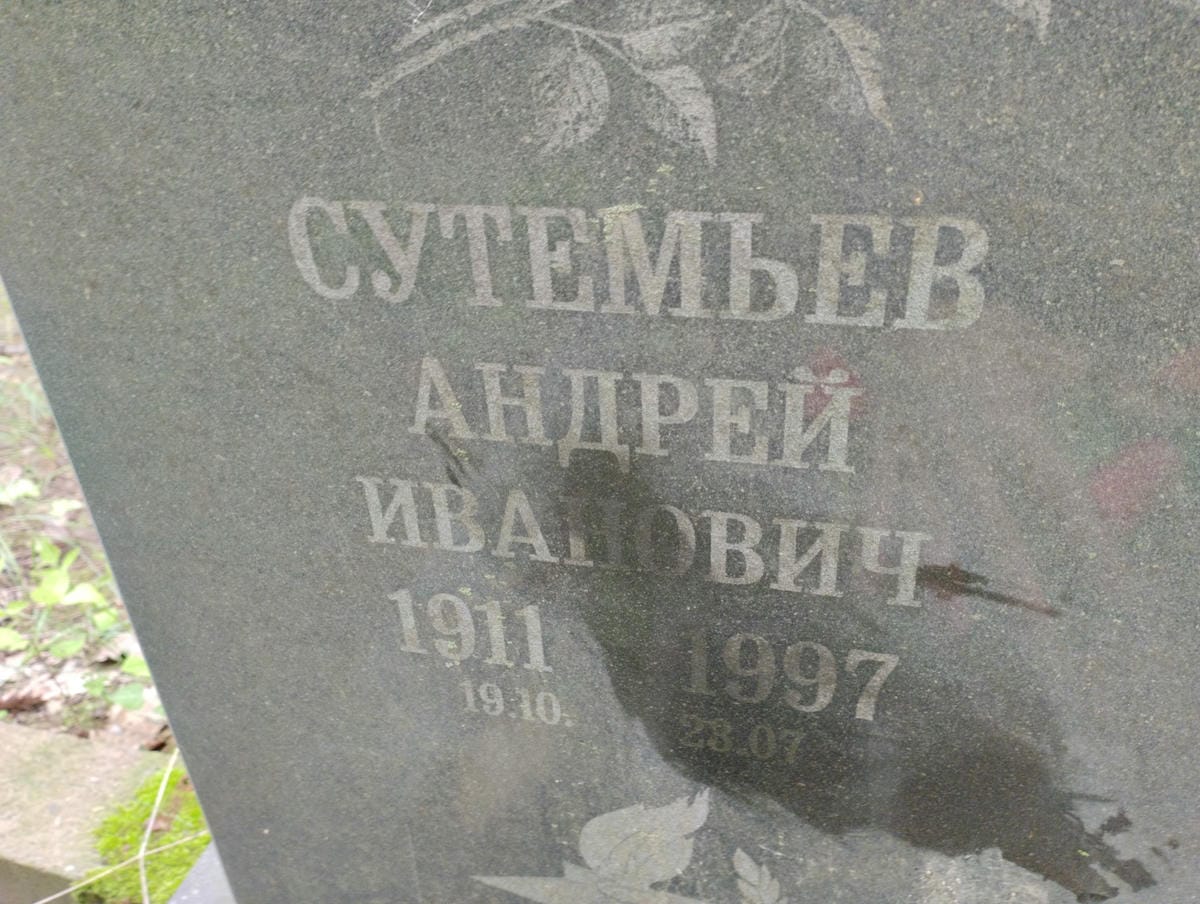 СУТЕМЬЕВ
АНДРЕЙ
ИВАНОВИЧ
1911 1997
19.10. 23.07